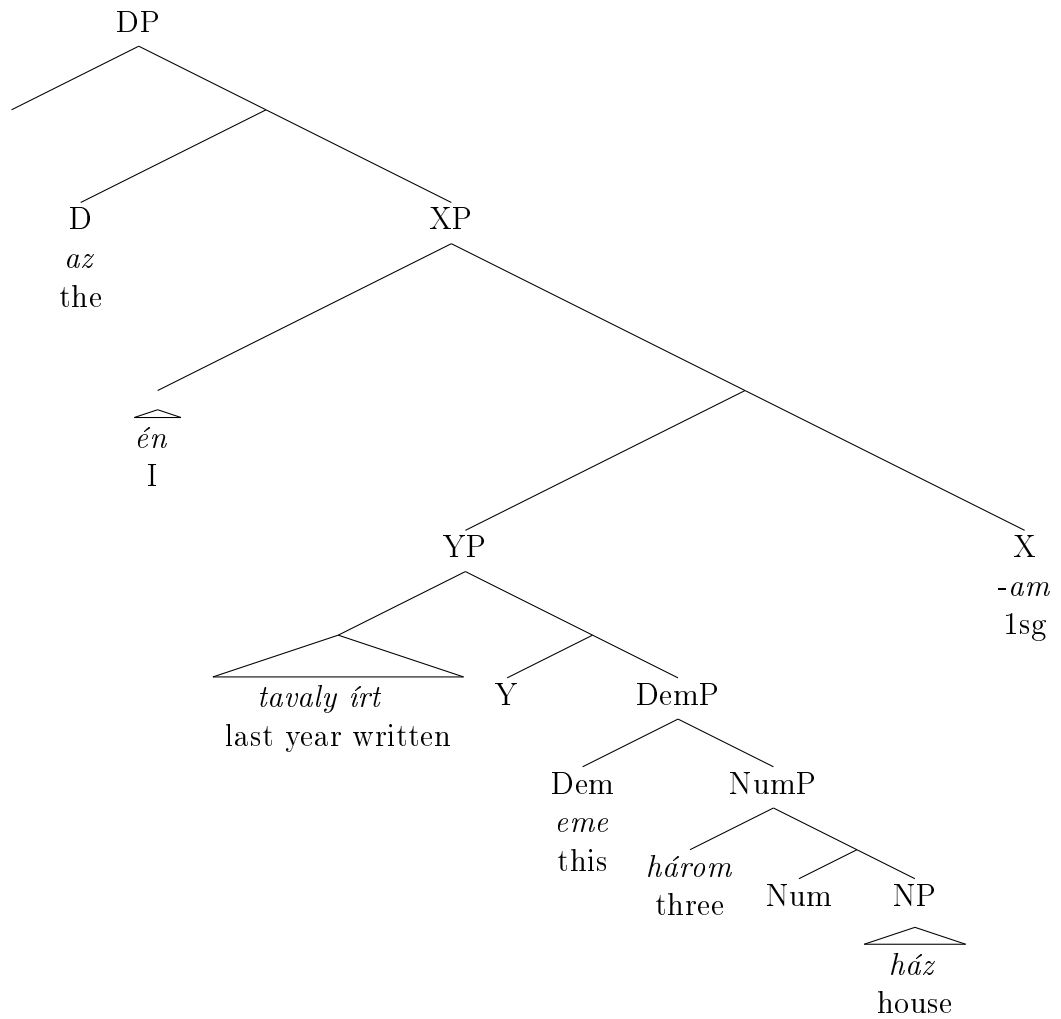 DP
D
az
the
XP
én
I
YP
X
-am
1sg
tavaly írt
last year written
Y
DemP
Dem
eme
this
NumP
három
three
Num
NP
ház
house